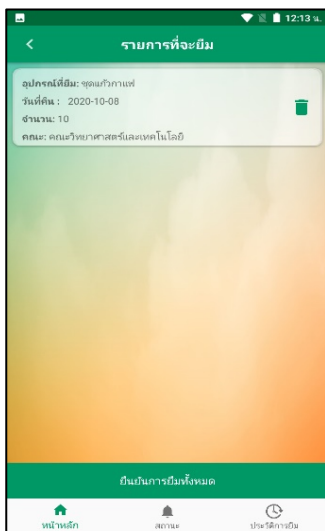 12:13 น.
รายการที่จะยืม
อุปกรณ์ที่ยืม: ชุดแก้วกาแฟ
วันที่คืน : 2020-10-08
จำนวน: 10
คณะ: คณะวิทยาศาสตร์และเทคโนโลยี
ยืนยันการยืมทั้งหมด
หน้าหลัก สถานะ ประวัติการยืม